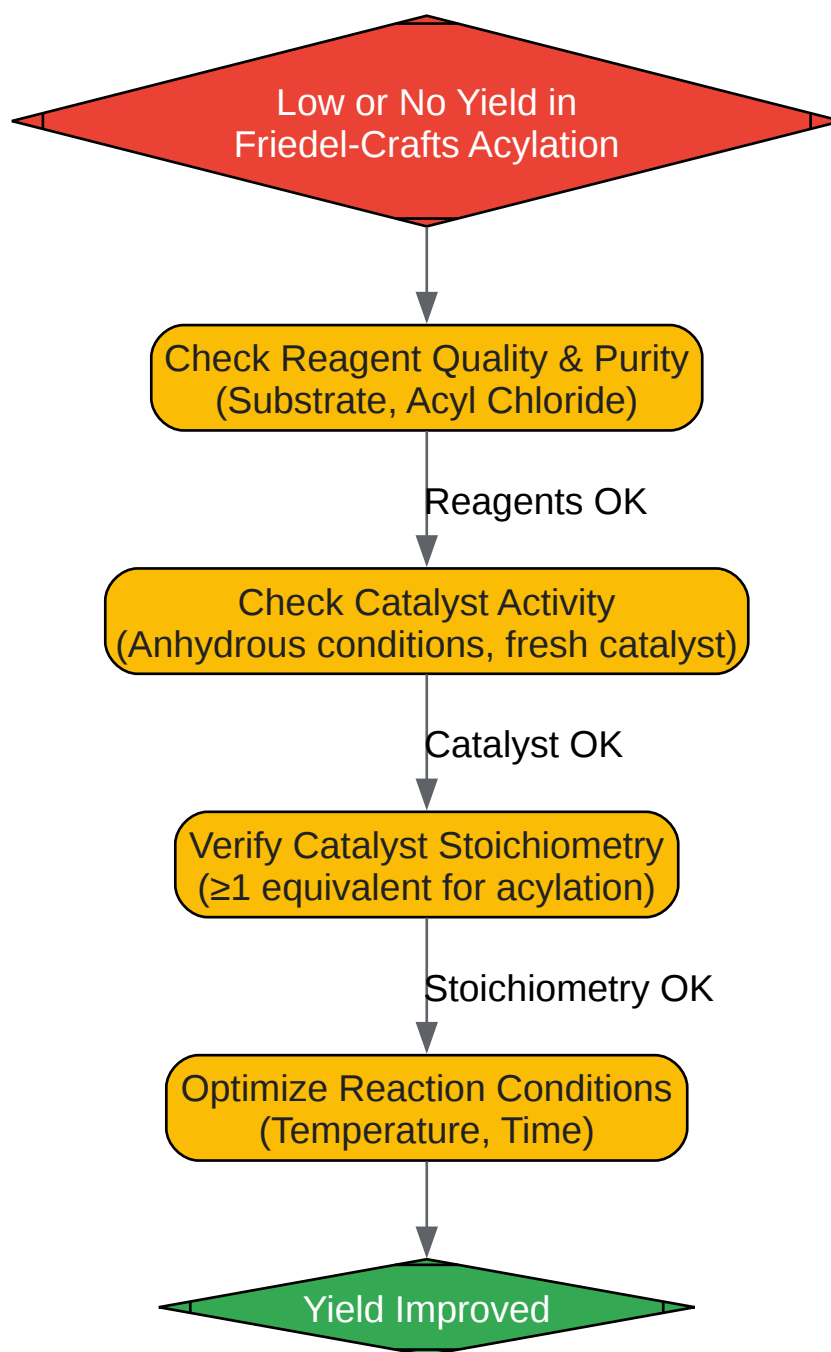 Low or No Yield in
Friedel-Crafts Acylation
Check Reagent Quality & Purity
(Substrate, Acyl Chloride)
Reagents OK
Check Catalyst Activity
(Anhydrous conditions, fresh catalyst)
Catalyst OK
Verify Catalyst Stoichiometry
(≥1 equivalent for acylation)
Stoichiometry OK
Optimize Reaction Conditions
(Temperature, Time)
Yield Improved